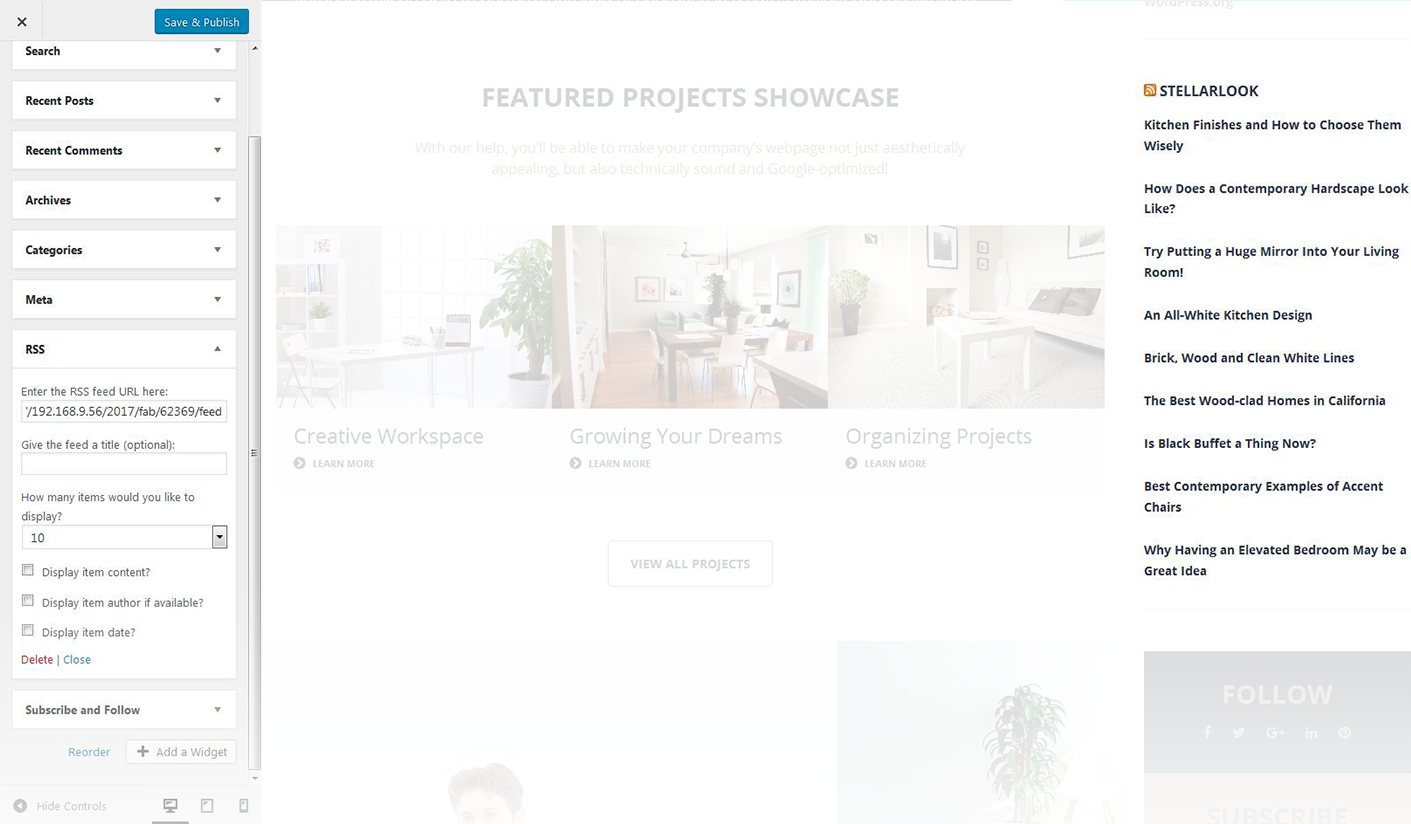 Save & Publish
Search
Recent Posts
Recent Comments
Archives
Categories
Meta
RSS
Enter the RSS feed URL here:
'/192.168.9.56/2017/fab/62369/feed
Give the feed a title (optional):
How many items would you like to
display?
10
Display item content?
Display item author if available?
Display item date?
Delete | Close
Subscribe and Follow
Reorder
Add a Widget
Hide Controls
FEATURED PROJECTS SHOWCASE
With our help, you'll be able to make your company's webpage not just aesthetically
appealing, but also technically sound and Google-optimized!
Creative Workspace
LEARN MORE
Growing Your Dreams
LEARN MORE
Organizing Projects
LEARN MORE
VIEW ALL PROJECTS
WordPress.org
STELLARLOOK
Kitchen Finishes and How to Choose Them
Wisely
How Does a Contemporary Hardscape Look
Like?
Try Putting a Huge Mirror Into Your Living
Room!
An All-White Kitchen Design
Brick, Wood and Clean White Lines
The Best Wood-clad Homes in California
Is Black Buffet a Thing Now?
Best Contemporary Examples of Accent
Chairs
Why Having an Elevated Bedroom May be a
Great Idea
FOLLOW
SUBSCRIBE